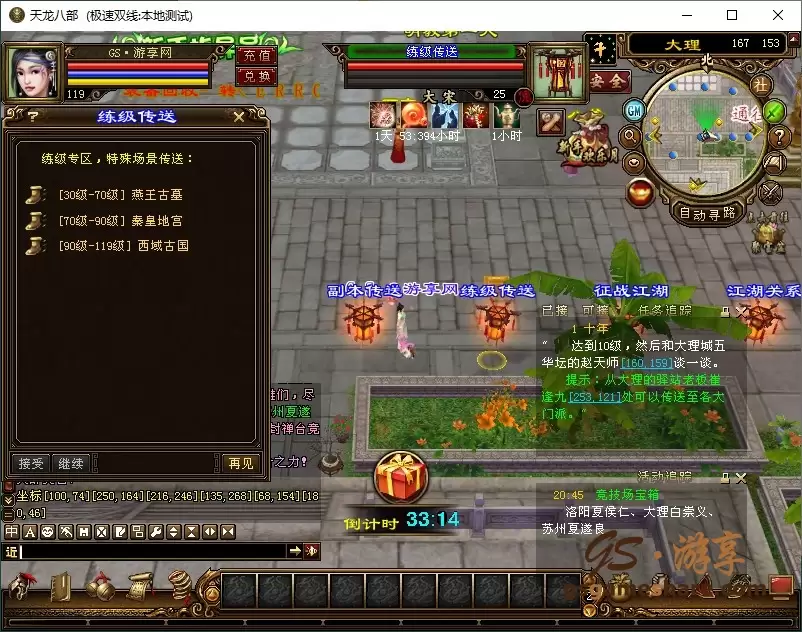 天龙八部 (极速双线:本地测试)
GS·游享网
119
充值
兑换
练级传送
大宋
25
1天
53:394小时
1小时
安全
大理
167 153
北
GM
社
自动寻路
? 练级传送
练级专区，特殊场景传送：
[30级-70级] 燕王古墓
[70级-90级] 秦皇地宫
[90级-119级] 西域古国
接受
继续
再见
副本传送
游享网
练级传送
征战江湖
江湖关系
已接
可接
任务追踪
1 十年
“ 达到10级，然后和大理城五
华坛的赵天师[160,159]谈一谈。
提示：从大理的驿站老板崔
逢九[253,121]处可以传送至各大
门派。”
活动追踪
20:45 竞技场宝箱
洛阳夏侯仁、大理白崇义、
苏州夏遂良
坐标[100,74][250,164][216,246][135,268][68,154][18
0,46]
倒计时 33:14
近
GS·游享